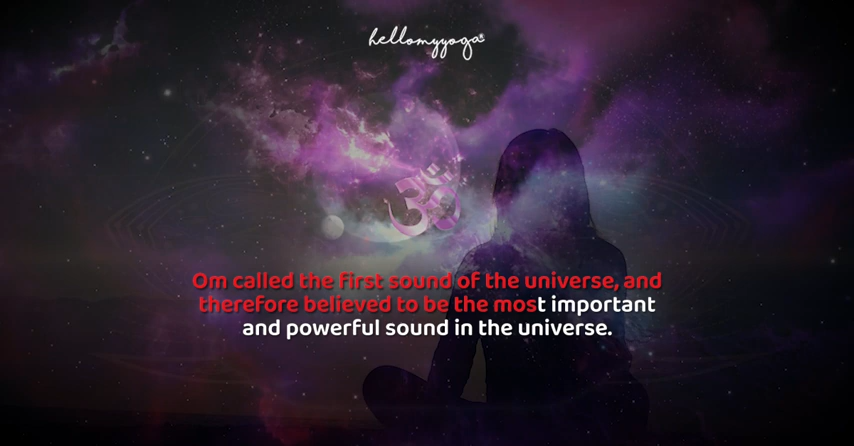 hellomyyoga
Om called the first sound of the universe, and
therefore believed to be the most important
and powerful sound in the universe.
ॐ